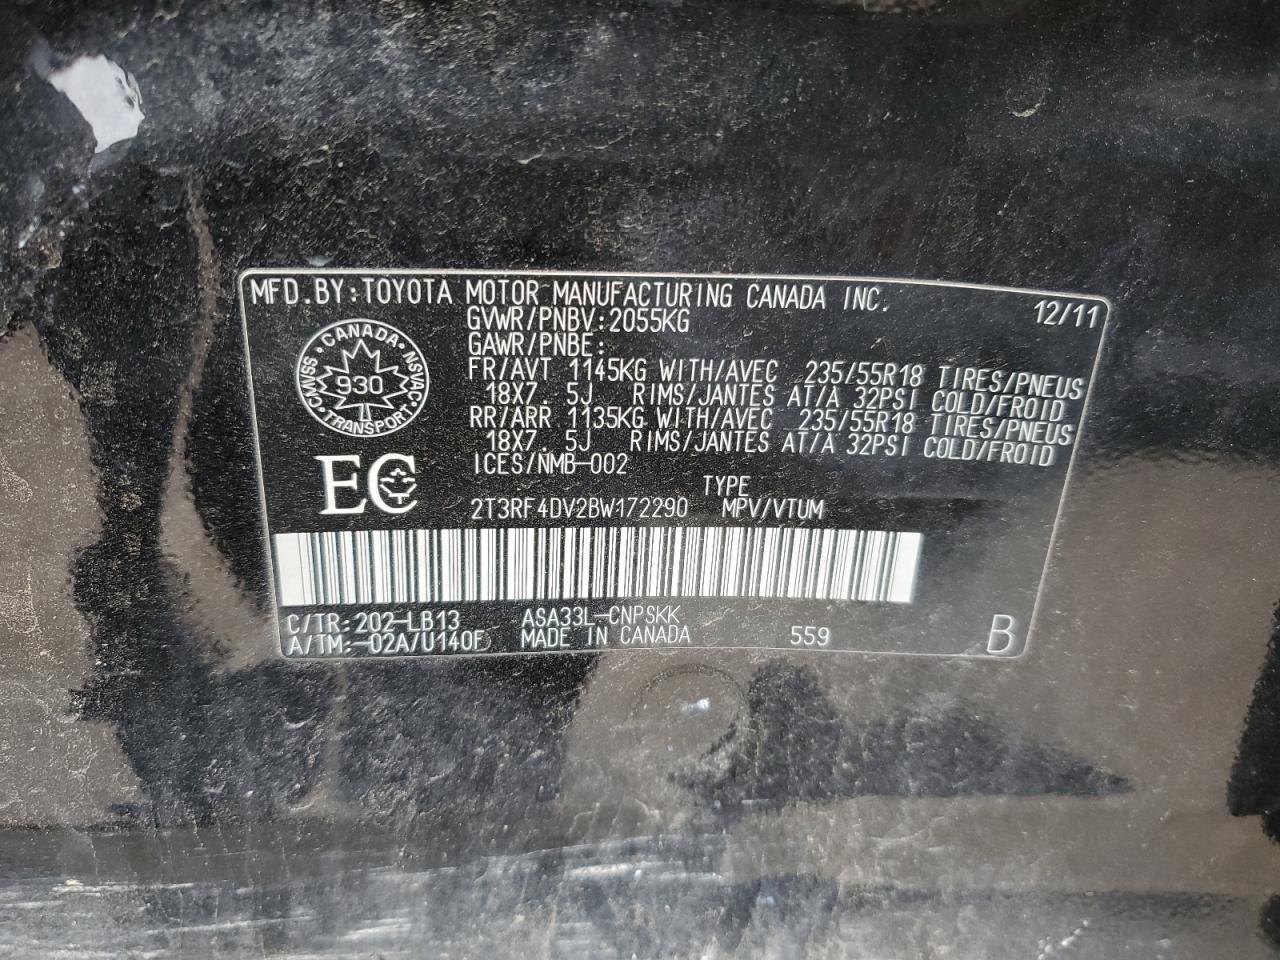 MFD.BY:TOYOTA MOTOR MANUFACTURING CANADA INC. 12/11
GVWR/PNBV:2055KG
GAWR/PNBE:
FR/AVT 1145KG WITH/AVEC 235/55R18 TIRES/PNEUS
18X7. 5J RIMS/JANTES AT/A 32PSI COLD/FROID
RR/ARR 1135KG WITH/AVEC 235/55R18 TIRES/PNEUS
18X7. 5J RIMS/JANTES AT/A 32PSI COLD/FROID
ICES/NMB-002
CANADA · NSVAC · TRANSPORT · CMVSS
930
EC
TYPE
2T3RF4DV2BW172290 MPV/VTUM
C/TR:202-LB13 ASA33L-CNPSKK
A/TM:-02A/U140F MADE IN CANADA 559 B